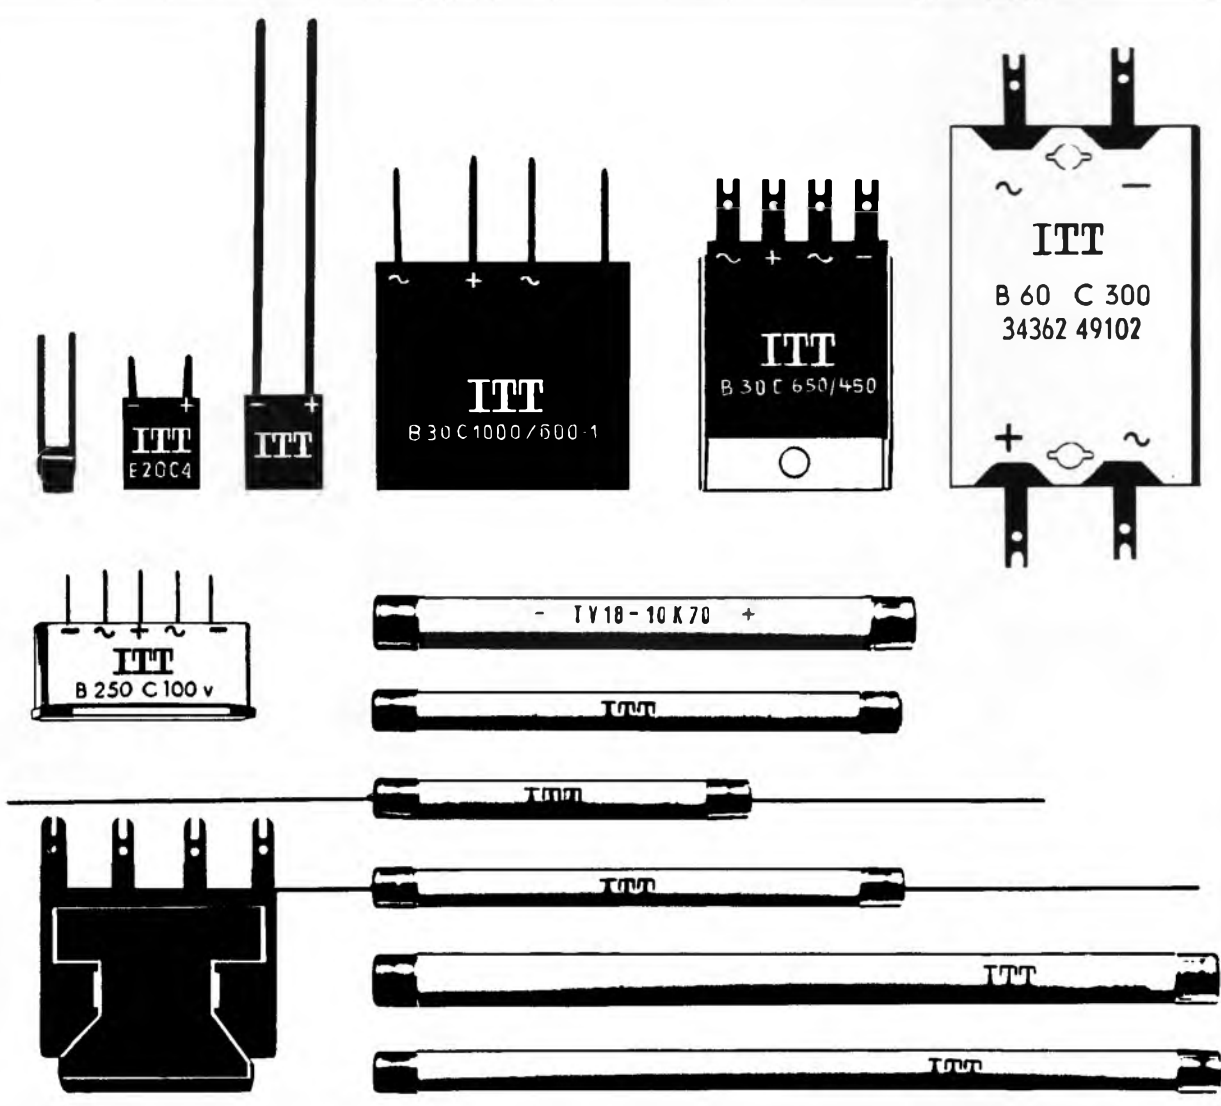 - +
ITT
E20C4
- +
ITT
~ + ~
ITT
B30C1000/600-1
~ + ~ -
ITT
B30C650/450
~ -
ITT
B 60 C 300
34362 49102
+ ~
- ~ + ~ -
ITT
B 250 C 100 v
- TV18-10K70 +
ITT
ITT
ITT
ITT
ITT